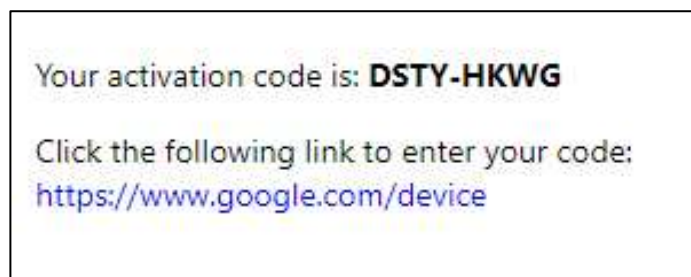 Your activation code is: DSTY-HKWG
Click the following link to enter your code:
https://www.google.com/device